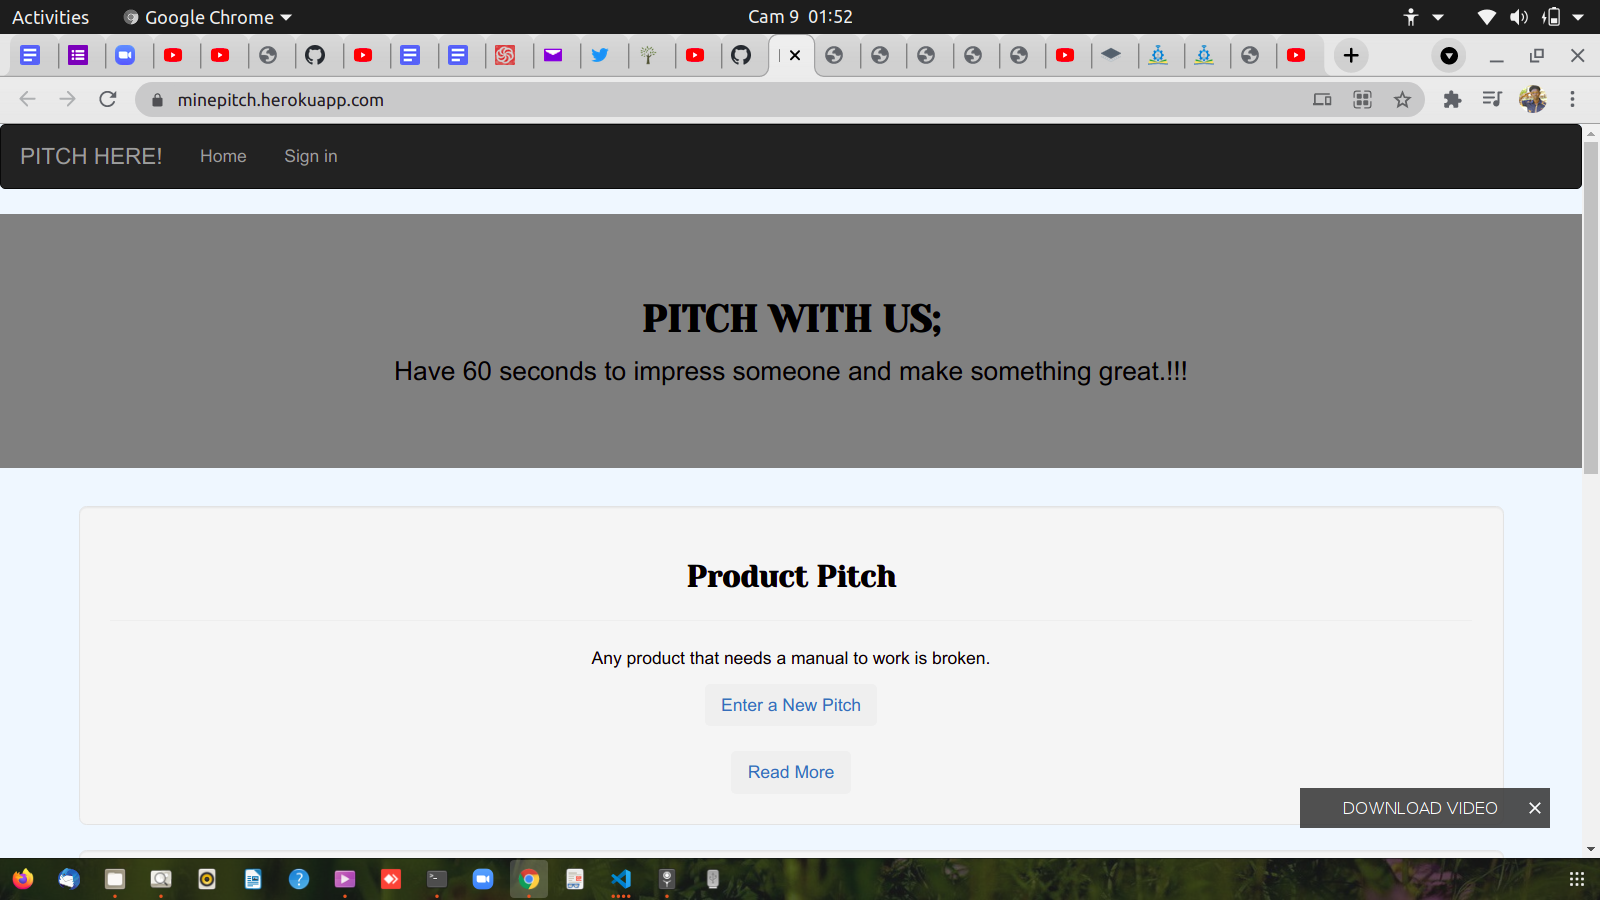 Activities
Google Chrome
Cam 9 01:52
minepitch.herokuapp.com
PITCH HERE!
Home
Sign in
PITCH WITH US;
Have 60 seconds to impress someone and make something great.!!!
Product Pitch
Any product that needs a manual to work is broken.
Enter a New Pitch
Read More
DOWNLOAD VIDEO